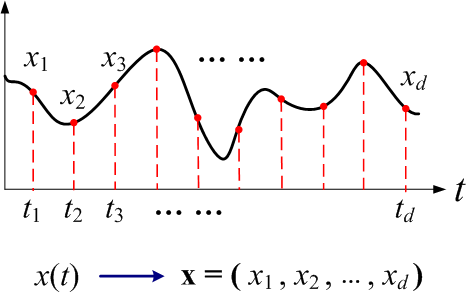 ... ...
x1 x2 x3 xd
t1 t2 t3 ... ... td t
x(t) → x = ( x1 , x2 , ... , xd )